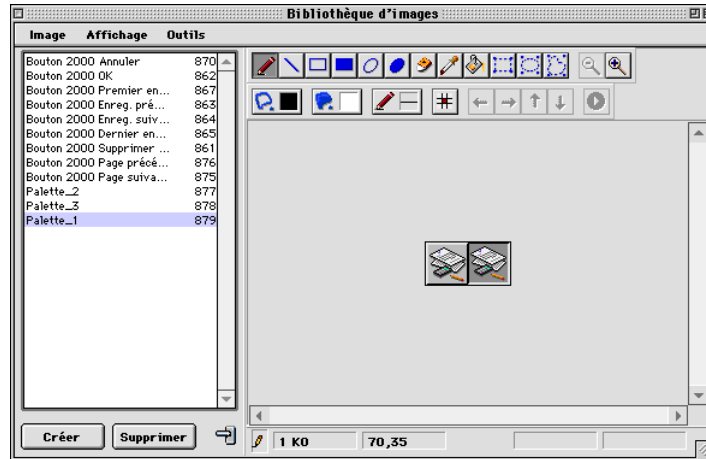 Bibliothèque d'images
Image Affichage Outils
Bouton 2000 Annuler 870
Bouton 2000 OK 862
Bouton 2000 Premier en... 867
Bouton 2000 Enreg. pré... 863
Bouton 2000 Enreg. suiv... 864
Bouton 2000 Dernier en... 865
Bouton 2000 Supprimer ... 861
Bouton 2000 Page précé... 876
Bouton 2000 Page suiva... 875
Palette_2 877
Palette_3 878
Palette_1 879
Créer Supprimer
1 KO 70,35